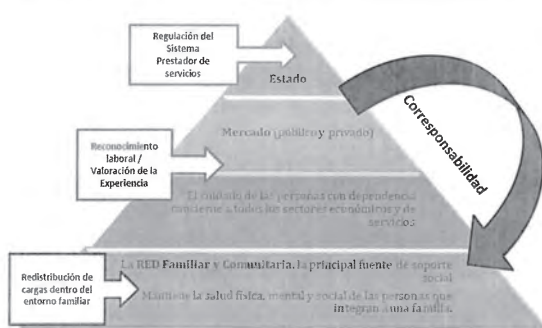 Regulación del
Sistema
Prestador de
servicios
Estado
Mercado (público y privado)
Corresponsabilidad
Reconocimiento
laboral /
Valoración de la
Experiencia
El cuidado de las personas con dependencia
concierne a todos los sectores económicos y de
servicios
Redistribución de
cargas dentro del
entorno familiar
La RED Familiar y Comunitaria, la principal fuente de soporte
social
Mantiene la salud física, mental y social de las personas que
integran a una familia.